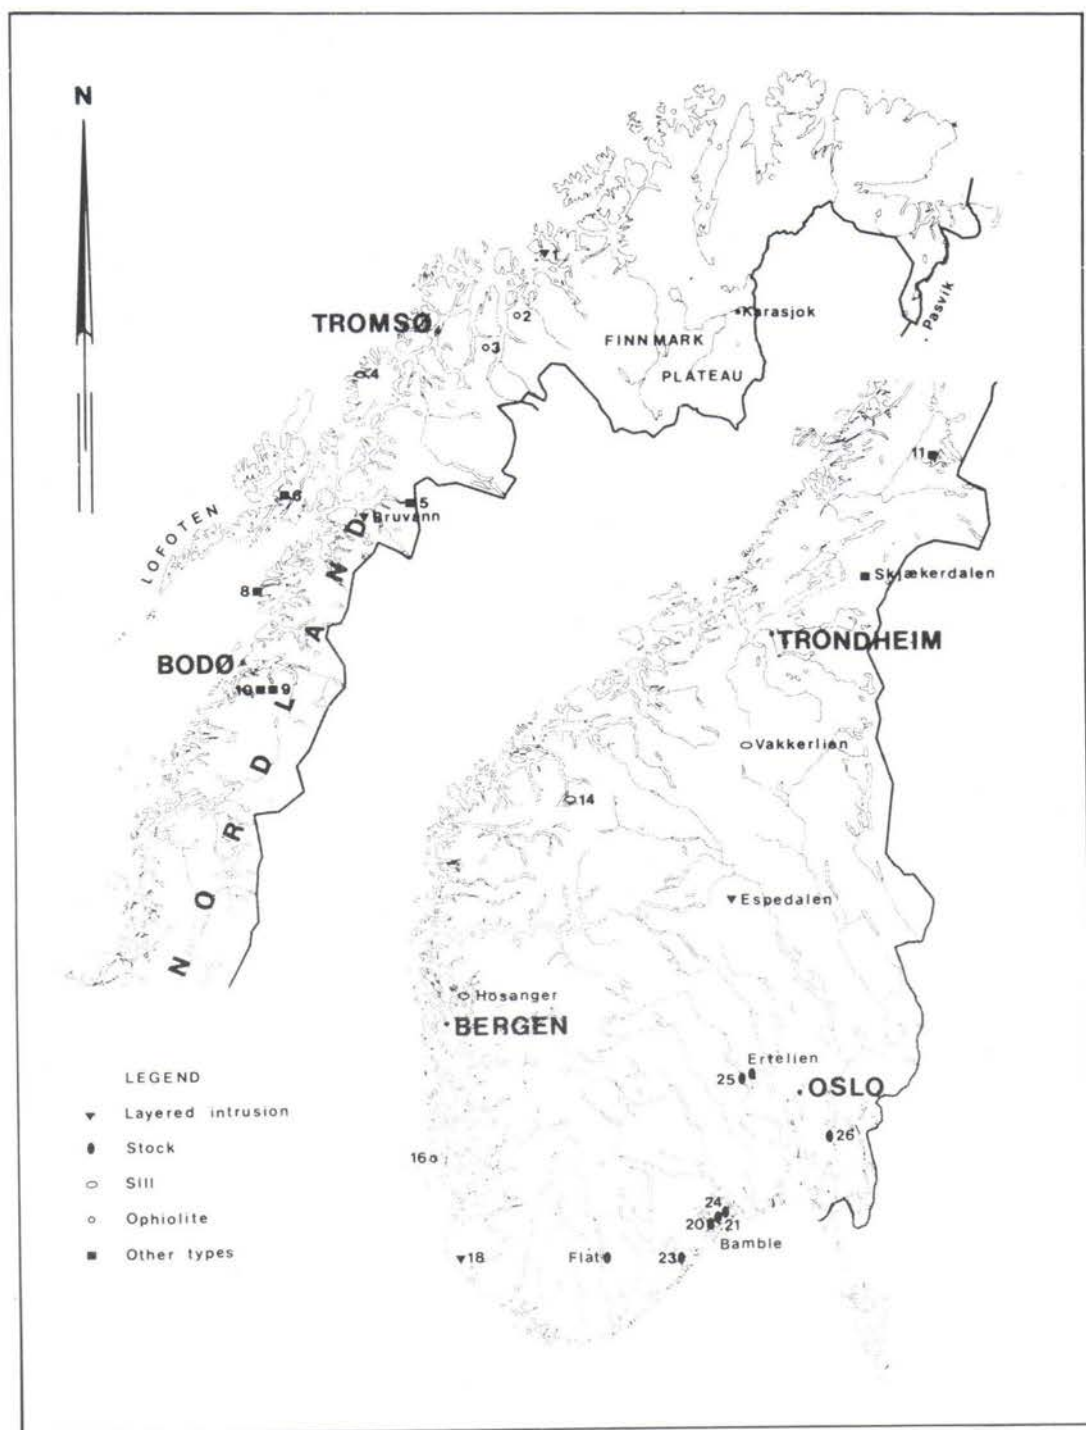 N
1
TROMSØ
2
Karasjok
Pasvik
FINNMARK
3
4
PLATEAU
11
6
5
LOFOTEN
Bruvann
Skjækerdalen
8
NORDLAND
TRONDHEIM
BODØ
10 9
Vakkerlien
14
Espedalen
Hosanger
BERGEN
Ertelien
LEGEND
25
OSLO
Layered intrusion
26
Stock
16
Sill
24
Ophiolite
20 21
Bamble
Other types
18
Flåt
23